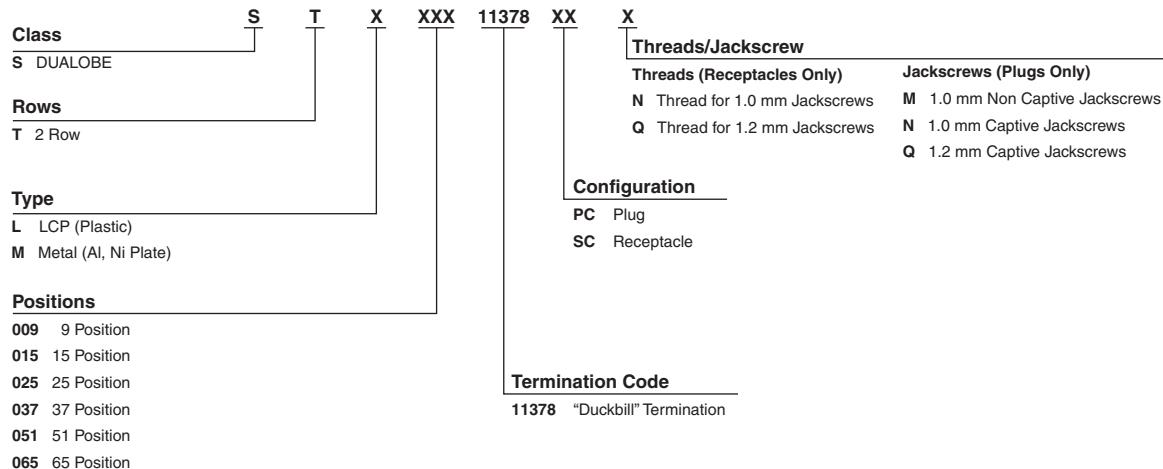 S T X XXX 11378 XX X
Class
S DUALOBE
Rows
T 2 Row
Type
L LCP (Plastic)
M Metal (Al, Ni Plate)
Positions
009 9 Position
015 15 Position
025 25 Position
037 37 Position
051 51 Position
065 65 Position
Termination Code
11378 “Duckbill” Termination
Configuration
PC Plug
SC Receptacle
Threads/Jackscrew
Threads (Receptacles Only)
N Thread for 1.0 mm Jackscrews
Q Thread for 1.2 mm Jackscrews
Jackscrews (Plugs Only)
M 1.0 mm Non Captive Jackscrews
N 1.0 mm Captive Jackscrews
Q 1.2 mm Captive Jackscrews